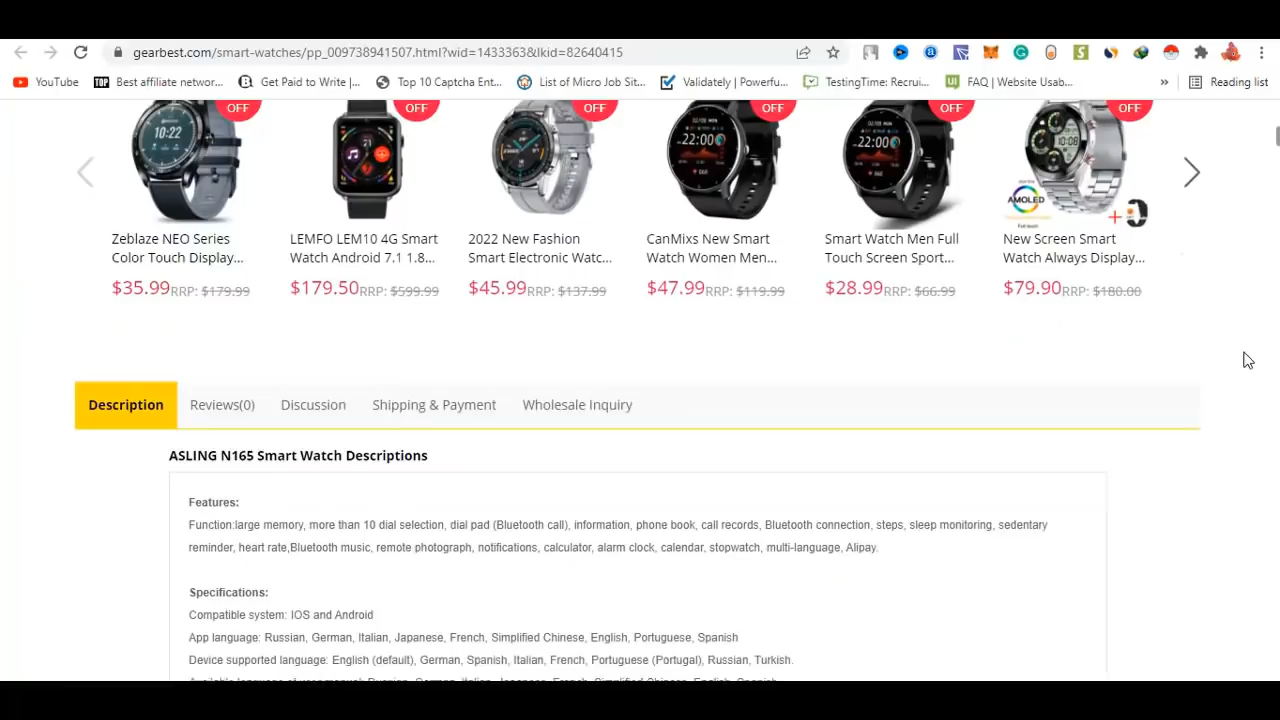 gearbest.com/smart-watches/pp_009738941507.html?wid=1433363&lkid=82640415
YouTube
Best affiliate networ...
Get Paid to Write |...
Top 10 Captcha Ent...
List of Micro Job Sit...
Validately | Powerfu...
TestingTime: Recrui...
FAQ | Website Usab...
»
Reading list
OFF OFF OFF OFF OFF OFF
10:22
22:00
22:00
10:08
AMOLED
Zeblaze NEO Series
Color Touch Display...
$35.99RRP: $179.99
LEMFO LEM10 4G Smart
Watch Android 7.1 1.8...
$179.50RRP: $599.99
2022 New Fashion
Smart Electronic Watc...
$45.99RRP: $137.99
CanMixs New Smart
Watch Women Men...
$47.99RRP: $119.99
Smart Watch Men Full
Touch Screen Sport...
$28.99RRP: $66.99
New Screen Smart
Watch Always Display...
$79.90RRP: $180.00
Description Reviews(0) Discussion Shipping & Payment Wholesale Inquiry
ASLING N165 Smart Watch Descriptions
Features:
Function:large memory, more than 10 dial selection, dial pad (Bluetooth call), information, phone book, call records, Bluetooth connection, steps, sleep monitoring, sedentary
reminder, heart rate,Bluetooth music, remote photograph, notifications, calculator, alarm clock, calendar, stopwatch, multi-language, Alipay.
Specifications:
Compatible system: IOS and Android
App language: Russian, German, Italian, Japanese, French, Simplified Chinese, English, Portuguese, Spanish
Device supported language: English (default), German, Spanish, Italian, French, Portuguese (Portugal), Russian, Turkish.